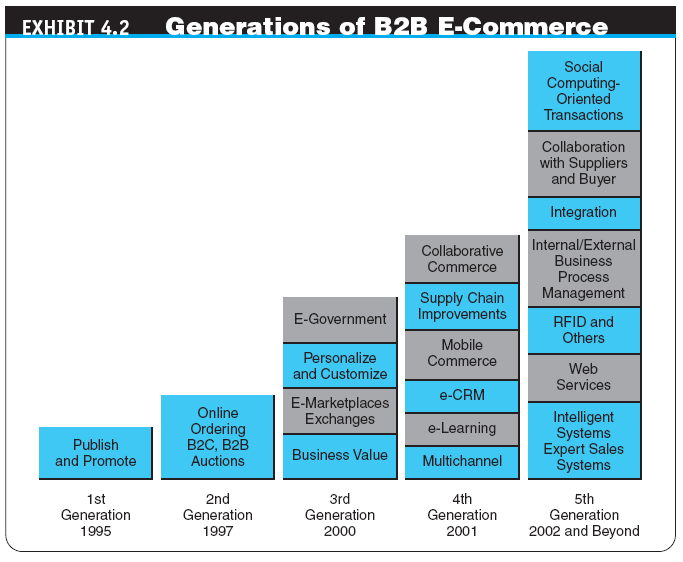 EXHIBIT 4.2 Generations of B2B E-Commerce
Publish
and Promote
1st
Generation
1995
Online
Ordering
B2C, B2B
Auctions
2nd
Generation
1997
E-Government
Personalize
and Customize
E-Marketplaces
Exchanges
Business Value
3rd
Generation
2000
Collaborative
Commerce
Supply Chain
Improvements
Mobile
Commerce
e-CRM
e-Learning
Multichannel
4th
Generation
2001
Social
Computing-
Oriented
Transactions
Collaboration
with Suppliers
and Buyer
Integration
Internal/External
Business
Process
Management
RFID and
Others
Web
Services
Intelligent
Systems
Expert Sales
Systems
5th
Generation
2002 and Beyond